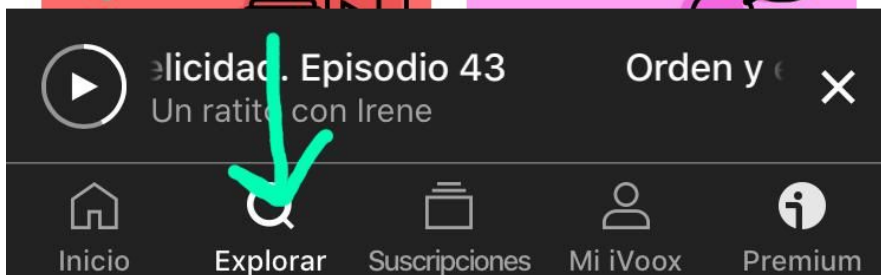 elicidad. Episodio 43 Orden y e
Un ratito con Irene
Inicio Explorar Suscripciones Mi iVoox Premium